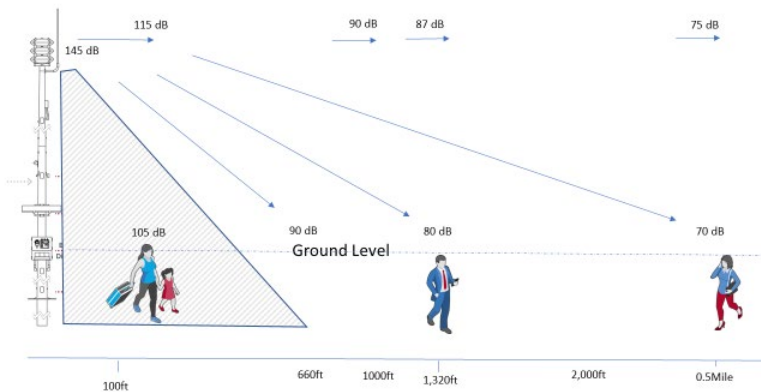 115 dB
90 dB
87 dB
75 dB
145 dB
105 dB
90 dB
80 dB
70 dB
Ground Level
100ft
660ft
1000ft
1,320ft
2,000ft
0.5Mile